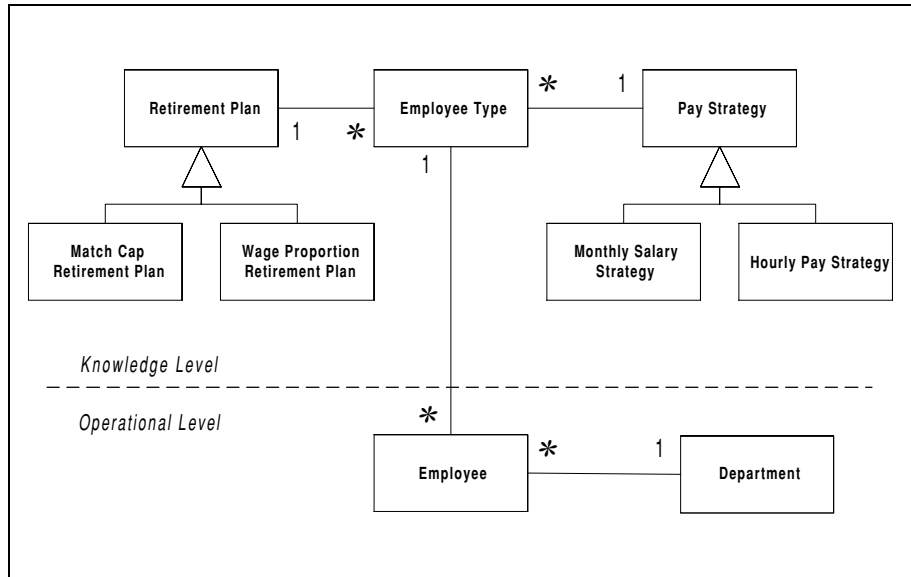 Retirement Plan
1
*
Employee Type
*
1
Pay Strategy
1
Match Cap
Retirement Plan
Wage Proportion
Retirement Plan
Monthly Salary
Strategy
Hourly Pay Strategy
Knowledge Level
Operational Level
*
Employee
*
1
Department